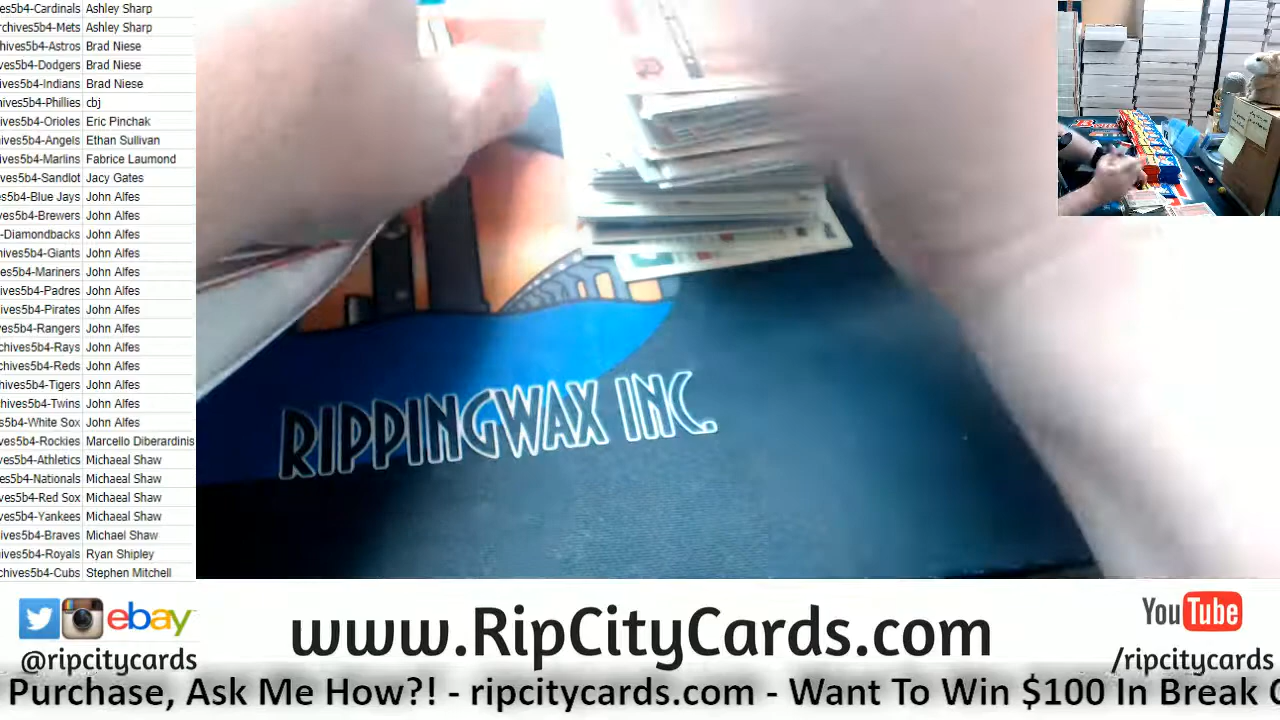 es5b4-Cardinals Ashley Sharp
rchives5b4-Mets Ashley Sharp
hives5b4-Astros Brad Niese
ives5b4-Dodgers Brad Niese
hives5b4-Indians Brad Niese
hives5b4-Phillies cbj
ives5b4-Orioles Eric Pinchak
hives5b4-Angels Ethan Sullivan
hives5b4-Marlins Fabrice Laumond
hives5b4-Sandlot Jacy Gates
ves5b4-Blue Jays John Alfes
ves5b4-Brewers John Alfes
-Diamondbacks John Alfes
chives5b4-Giants John Alfes
ves5b4-Mariners John Alfes
ives5b4-Padres John Alfes
ives5b4-Pirates John Alfes
ves5b4-Rangers John Alfes
rchives5b4-Rays John Alfes
chives5b4-Reds John Alfes
hives5b4-Tigers John Alfes
hives5b4-Twins John Alfes
s5b4-White Sox John Alfes
ves5b4-Rockies Marcello Diberardinis
es5b4-Athletics Michaeal Shaw
es5b4-Nationals Michaeal Shaw
ves5b4-Red Sox Michaeal Shaw
es5b4-Yankees Michaeal Shaw
ives5b4-Braves Michael Shaw
ives5b4-Royals Ryan Shipley
chives5b4-Cubs Stephen Mitchell
RIPPINGWAX INC.
ebay
@ripcitycards
www.RipCityCards.com
YouTube
/ripcitycards
Purchase, Ask Me How?! - ripcitycards.com - Want To Win $100 In Break